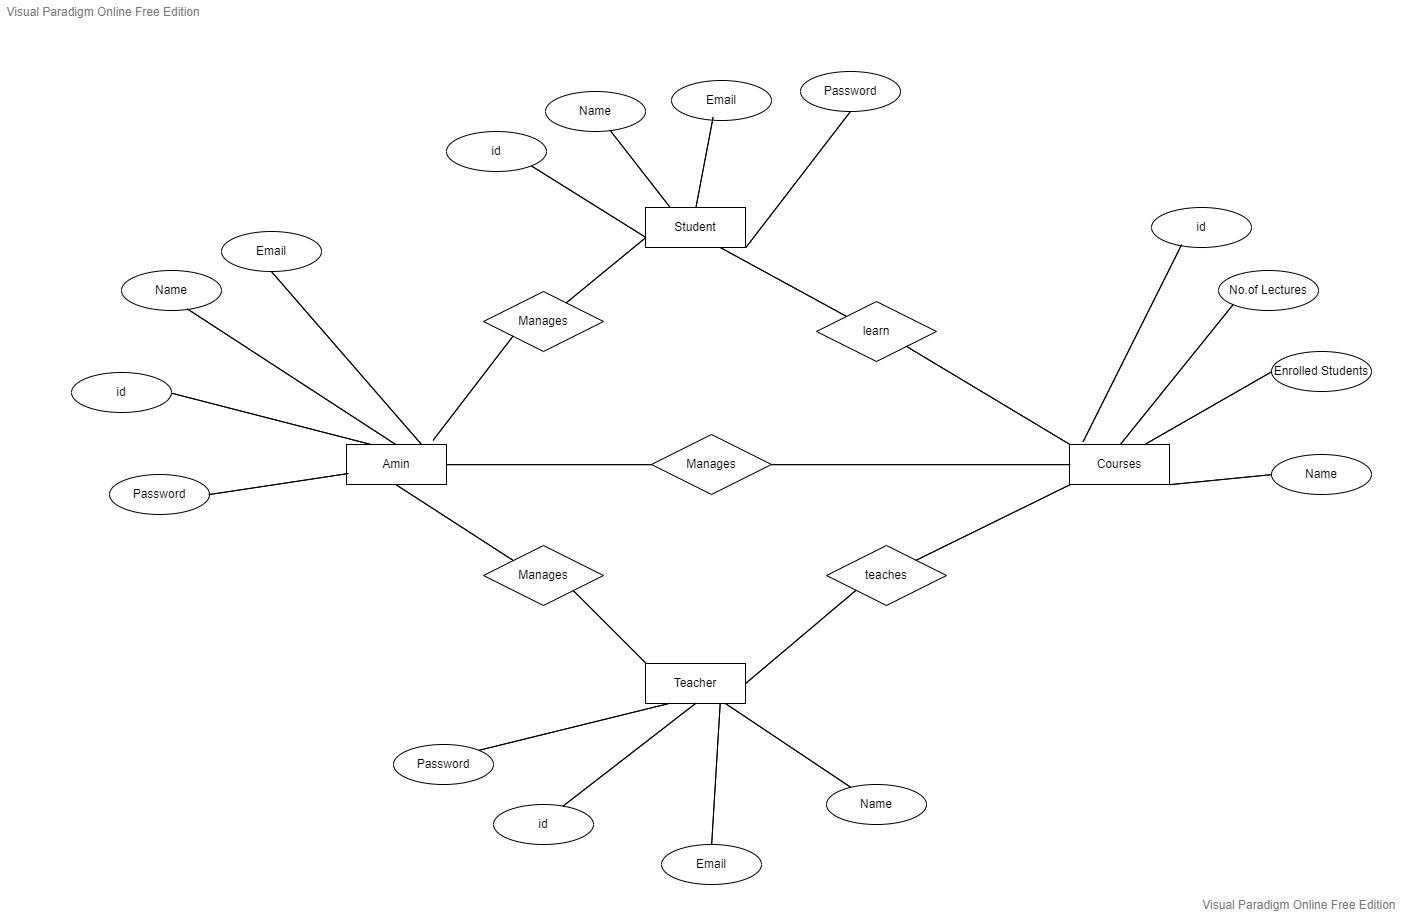 Visual Paradigm Online Free Edition
Password
Email
Name
id
Student
id
Email
Name
No.of Lectures
Manages
learn
Enrolled Students
id
Amin
Manages
Courses
Name
Password
Manages
teaches
Teacher
Password
Name
id
Email
Visual Paradigm Online Free Edition